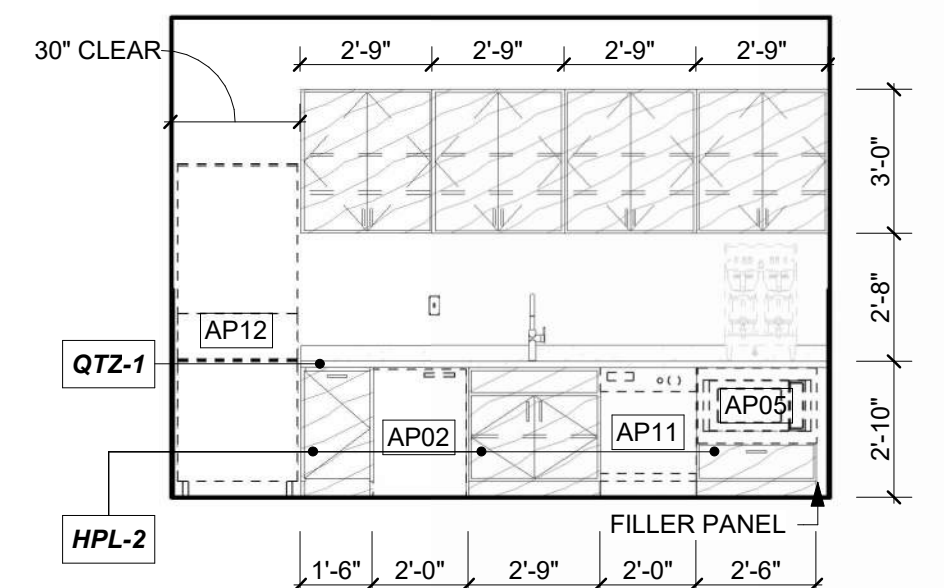 30" CLEAR
2'-9" 2'-9" 2'-9" 2'-9"
3'-0"
2'-8"
AP12
QTZ-1
AP05
AP02
AP11
2'-10"
HPL-2
FILLER PANEL
1'-6" 2'-0" 2'-9" 2'-0" 2'-6"